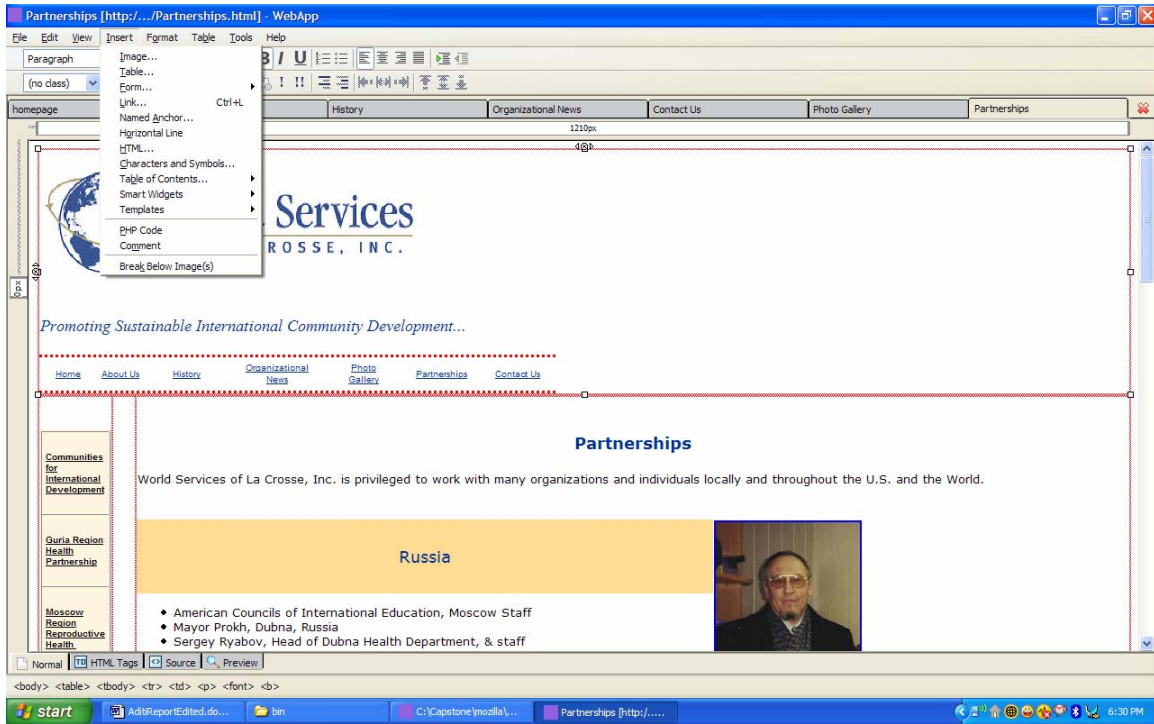 Partnerships [http:/.../Partnerships.html] - WebApp
File Edit View Insert Format Table Tools Help
Paragraph
B I U
(no class)
! !!
Image...
Table...
Form...
Link... Ctrl+L
Named Anchor...
Horizontal Line
HTML...
Characters and Symbols...
Table of Contents...
Smart Widgets
Templates
PHP Code
Comment
Break Below Image(s)
homepage History Organizational News Contact Us Photo Gallery Partnerships
1210px
0px
Services
ROSSE, INC.
Promoting Sustainable International Community Development...
Home About Us History Organizational News Photo Gallery Partnerships Contact Us
Partnerships
World Services of La Crosse, Inc. is privileged to work with many organizations and individuals locally and throughout the U.S. and the World.
Communities
for
International
Development
Guria Region
Health
Partnership
Moscow
Region
Reproductive
Health
Russia
• American Councils of International Education, Moscow Staff
• Mayor Prokh, Dubna, Russia
• Sergey Ryabov, Head of Dubna Health Department, & staff
Normal TD HTML Tags Source Preview
<body> <table> <tbody> <tr> <td> <p> <font> <b>
start AditiReportEdited.do... bin C:\Capstone\mozilla\... Partnerships [http:/..... 6:30 PM